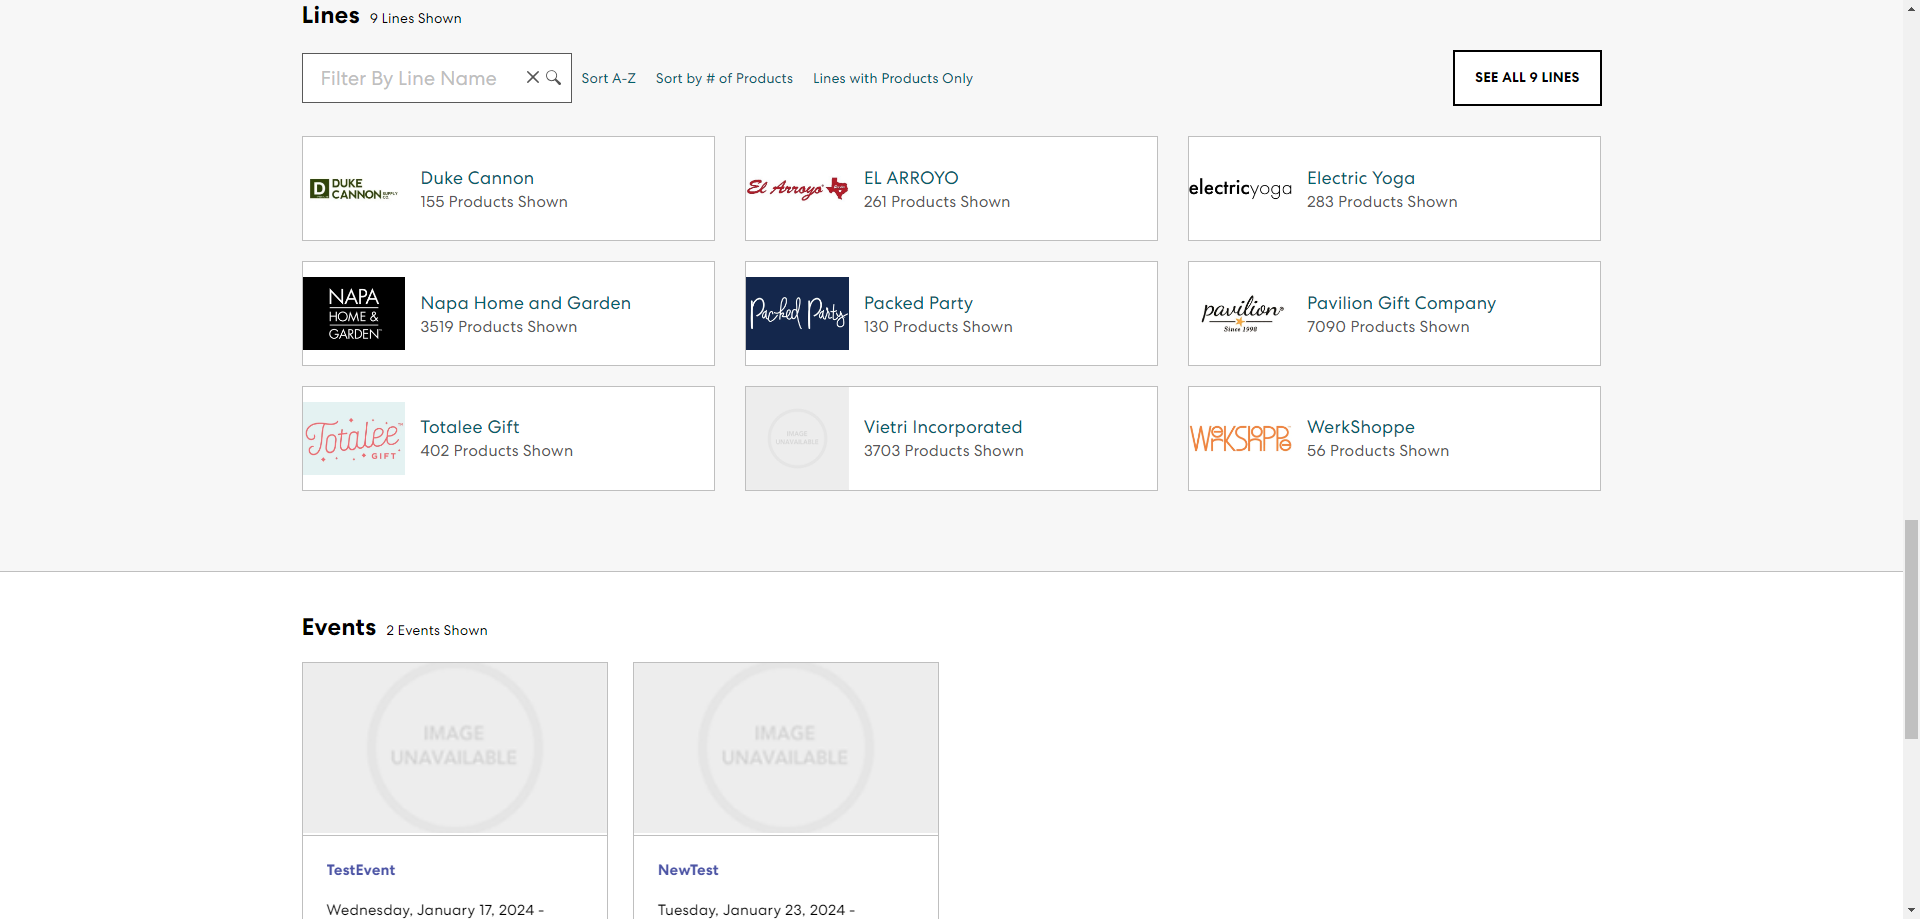 Lines 9 Lines Shown
Filter By Line Name
Sort A-Z Sort by # of Products Lines with Products Only
SEE ALL 9 LINES
DUKE
CANNON SUPPLY CO.
Duke Cannon
155 Products Shown
El Arroyo
EL ARROYO
261 Products Shown
electricyoga
Electric Yoga
283 Products Shown
NAPA
HOME &
GARDEN™
Napa Home and Garden
3519 Products Shown
Packed Party
Packed Party
130 Products Shown
pavilion®
Since 1998
Pavilion Gift Company
7090 Products Shown
Totalee™
GIFT
Totalee Gift
402 Products Shown
IMAGE
UNAVAILABLE
Vietri Incorporated
3703 Products Shown
WERKSHOPPE
WerkShoppe
56 Products Shown
Events 2 Events Shown
IMAGE
UNAVAILABLE
TestEvent
Wednesday, January 17, 2024 -
IMAGE
UNAVAILABLE
NewTest
Tuesday, January 23, 2024 -